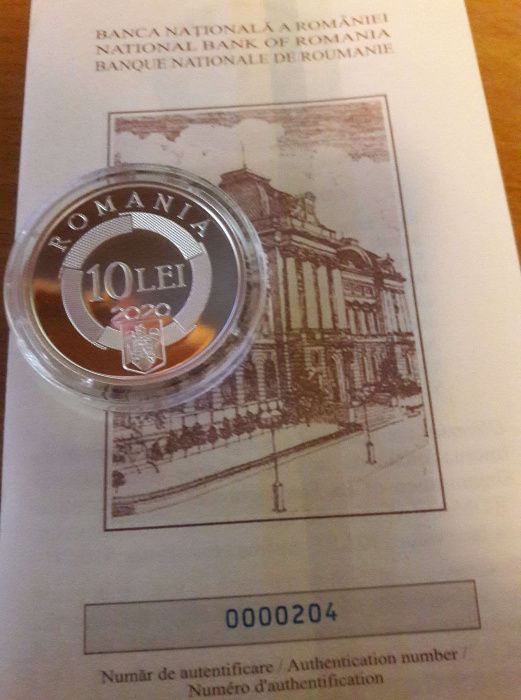 BANCA NAȚIONALĂ A ROMÂNIEI
NATIONAL BANK OF ROMANIA
BANQUE NATIONALE DE ROUMANIE
ROMANIA
10 LEI
2020
0000204
Număr de autentificare / Authentication number /
Numéro d'authentification